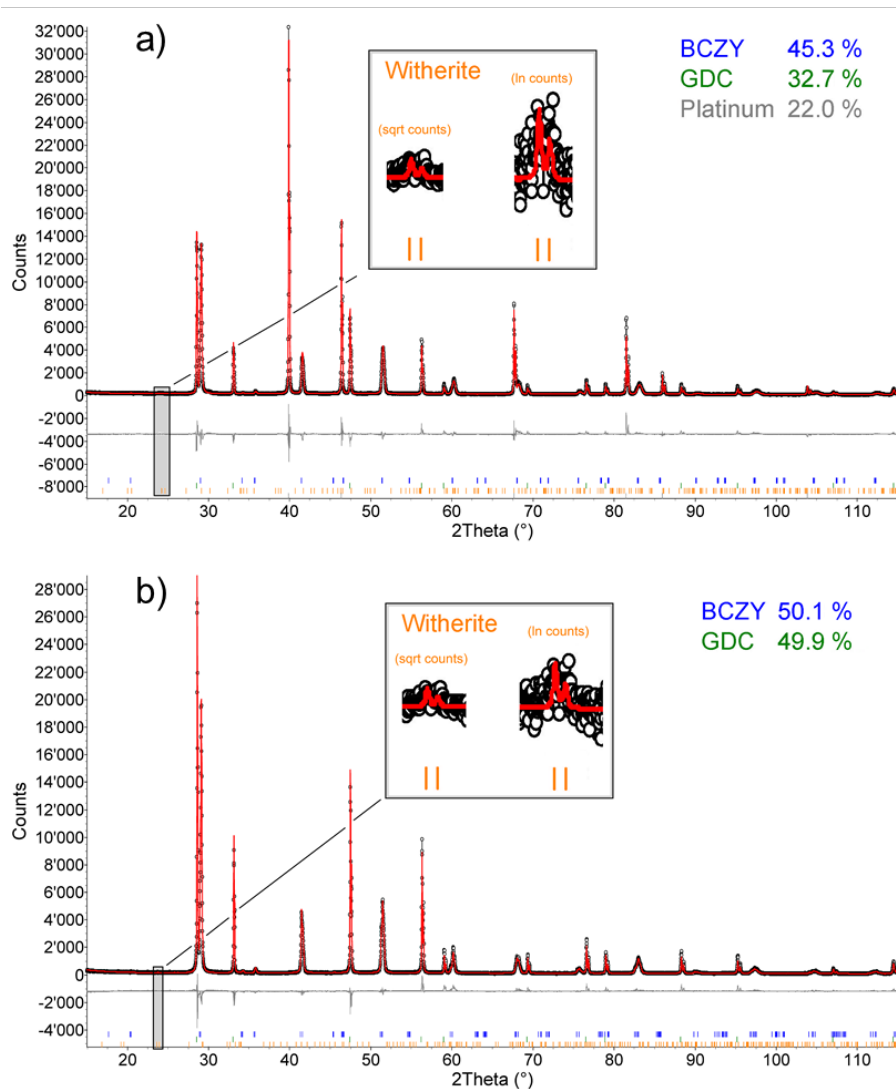 a)
32'000
30'000
28'000
26'000
24'000
22'000
20'000
18'000
16'000
14'000
12'000
10'000
8'000
6'000
4'000
2'000
0
-2'000
-4'000
-6'000
-8'000
Counts
Witherite
(ln counts)
(sqrt counts)
BCZY 45.3 %
GDC 32.7 %
Platinum 22.0 %
20 30 40 50 60 70 80 90 100 110
2Theta (°)
b)
28'000
26'000
24'000
22'000
20'000
18'000
16'000
14'000
12'000
10'000
8'000
6'000
4'000
2'000
0
-2'000
-4'000
Counts
Witherite
(ln counts)
(sqrt counts)
BCZY 50.1 %
GDC 49.9 %
20 30 40 50 60 70 80 90 100 110
2Theta (°)